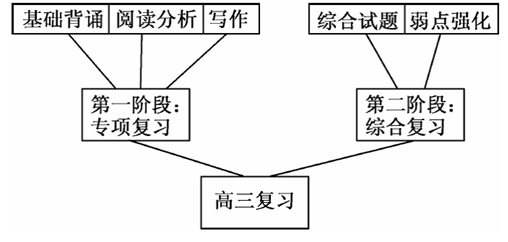 基础背诵 阅读分析 写作 综合试题 弱点强化
第一阶段：
专项复习
第二阶段：
综合复习
高三复习